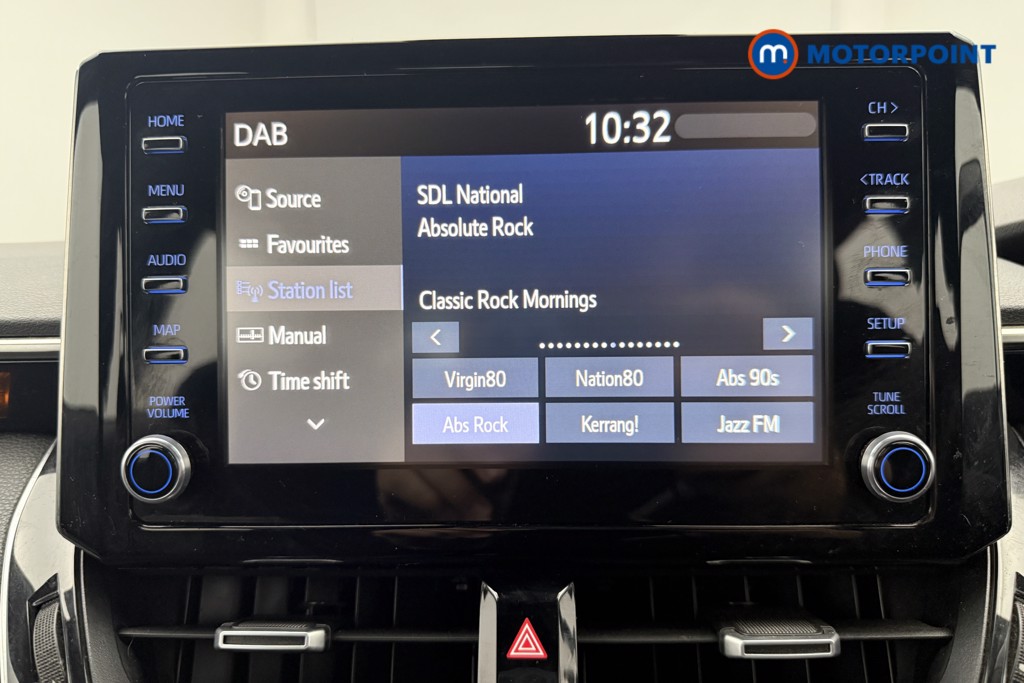 m MOTORPOINT
HOME
MENU
AUDIO
MAP
POWER
VOLUME
DAB
10:32
Source
Favourites
Station list
Manual
Time shift
SDL National
Absolute Rock
Classic Rock Mornings
< >
Virgin80 Nation80 Abs 90s
Abs Rock Kerrang! Jazz FM
CH >
<TRACK
PHONE
SETUP
TUNE
SCROLL